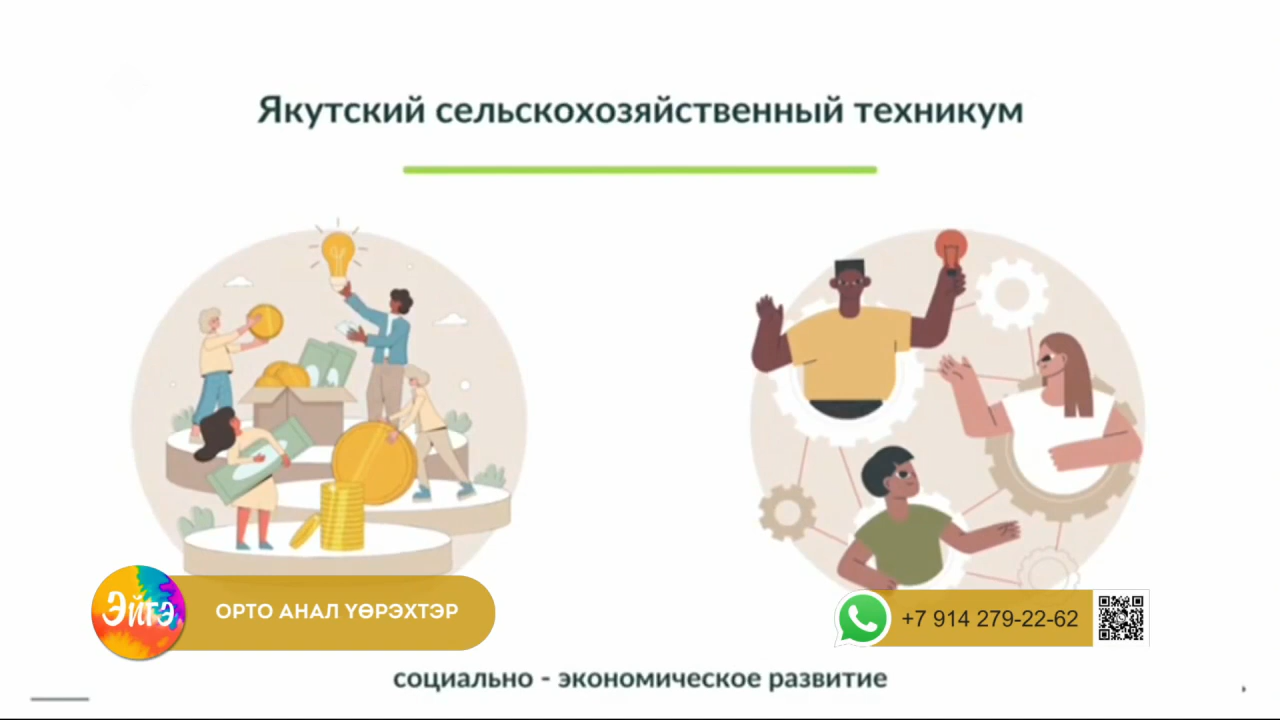 Якутский сельскохозяйственный техникум
Эйгэ
ОРТО АНАЛ ҮӨРЭХТЭР
+7 914 279-22-62
социально - экономическое развитие